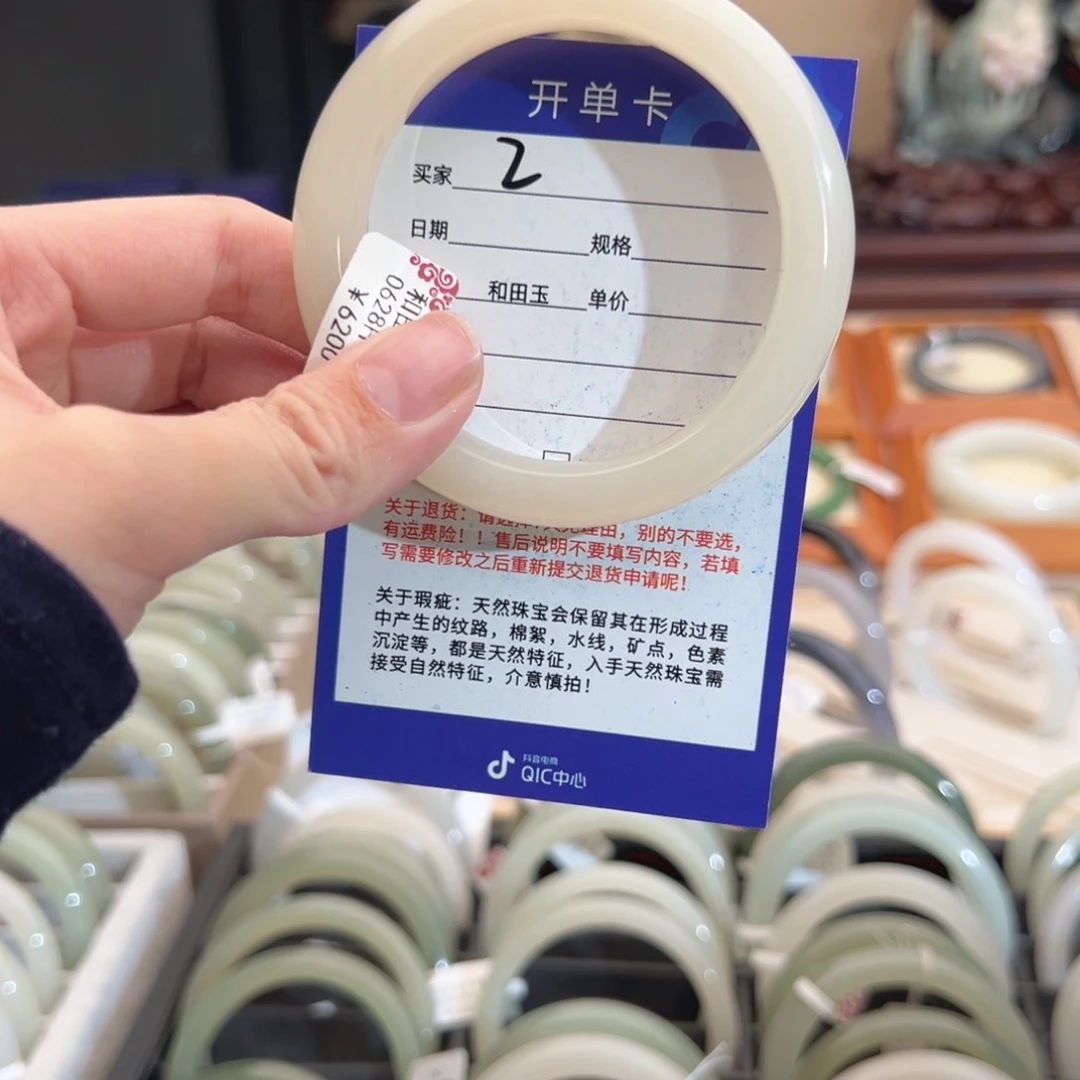 开单卡
买家 2
日期 规格
和田玉 单价
0628
¥6200
关于退货：请选择7天无理由，别的不要选，
有运费险！！售后说明不要填写内容，若填
写需要修改之后重新提交退货申请呢！
关于瑕疵：天然珠宝会保留其在形成过程
中产生的纹路，棉絮，水线，矿点，色素
沉淀等，都是天然特征，入手天然珠宝需
接受自然特征，介意慎拍！
抖音电商
QIC中心